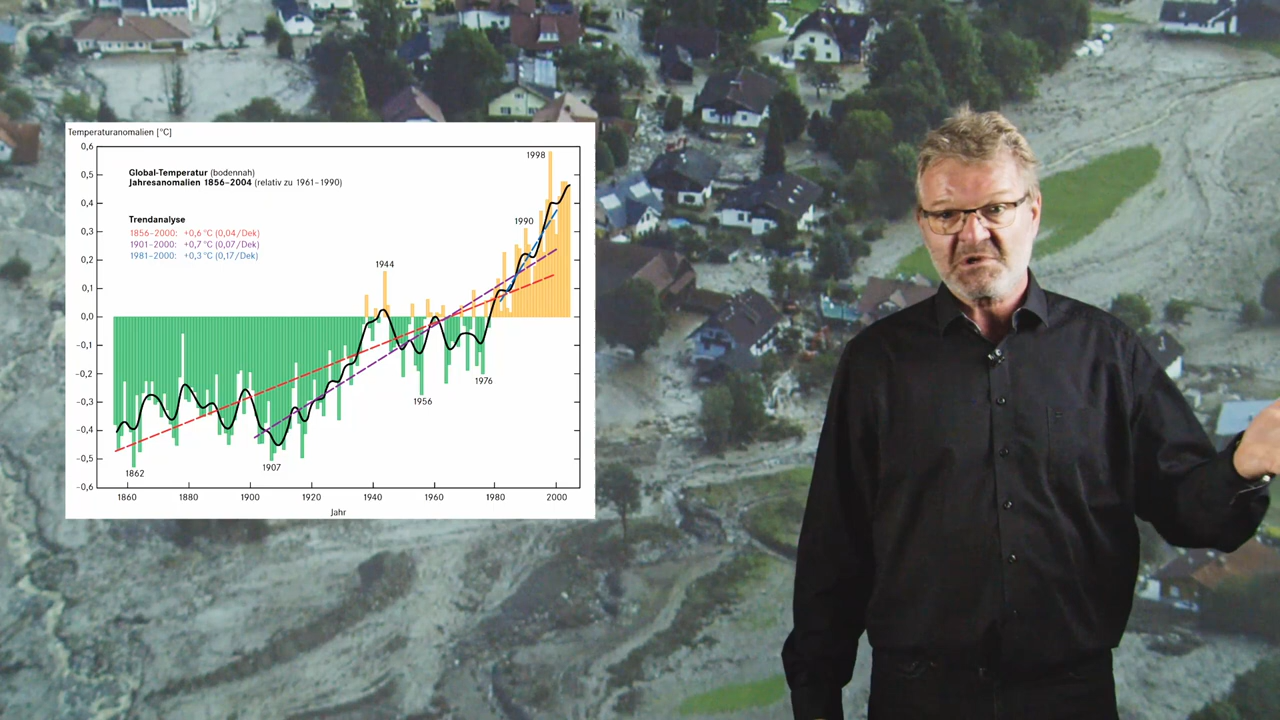 Temperaturanomalien [°C]
0,6
0,5
0,4
0,3
0,2
0,1
0,0
–0,1
–0,2
–0,3
–0,4
–0,5
–0,6
Global-Temperatur (bodennah)
Jahresanomalien 1856–2004 (relativ zu 1961–1990)
Trendanalyse
1856–2000: +0,6 °C (0,04/Dek)
1901–2000: +0,7 °C (0,07/Dek)
1981–2000: +0,3 °C (0,17/Dek)
1998
1990
1944
1976
1956
1907
1862
1860 1880 1900 1920 1940 1960 1980 2000
Jahr